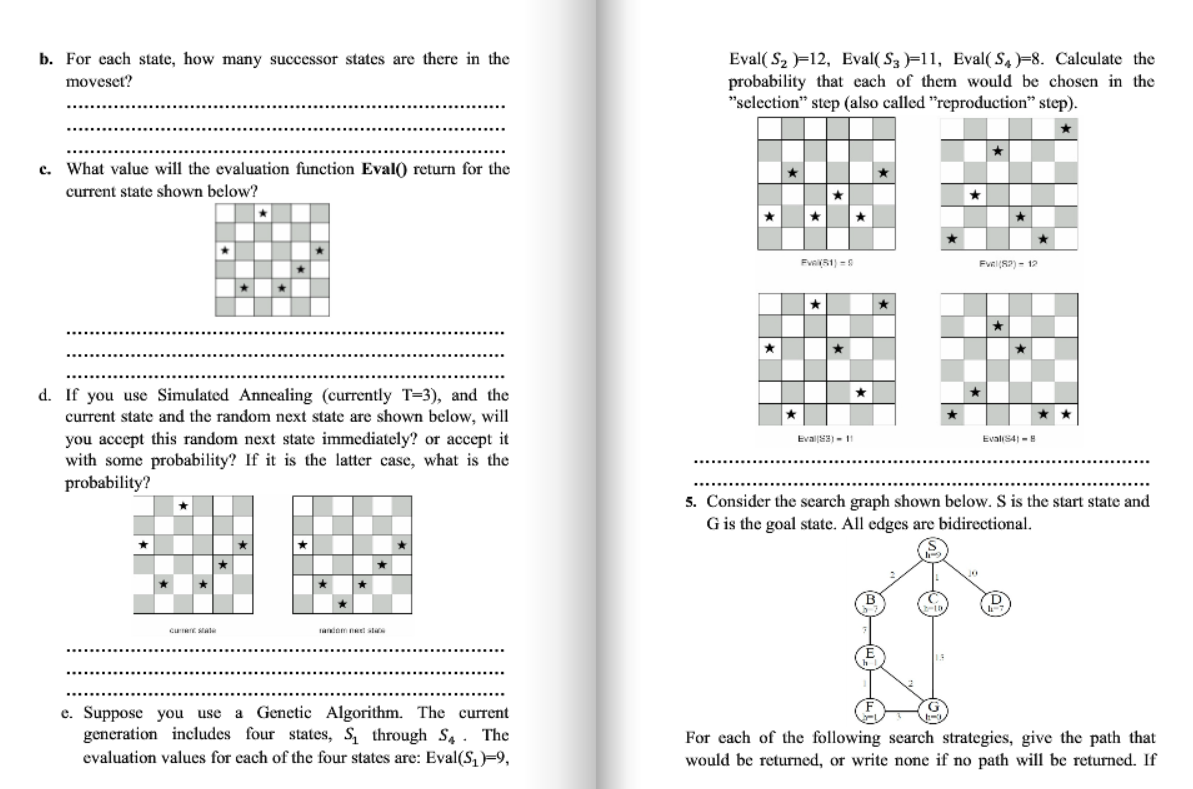 b. For each state, how many successor states are there in the
moveset?
c. What value will the evaluation function Eval() return for the
current state shown below?
d. If you use Simulated Annealing (currently T=3), and the
current state and the random next state are shown below, will
you accept this random next state immediately? or accept it
with some probability? If it is the latter case, what is the
probability?
current state
random next state
e. Suppose you use a Genetic Algorithm. The current
generation includes four states, S₁ through S₄ . The
evaluation values for each of the four states are: Eval(S₁)=9,
Eval( S₂ )=12, Eval( S₃ )=11, Eval( S₄ )=8. Calculate the
probability that each of them would be chosen in the
”selection” step (also called ”reproduction” step).
Eval(S1) = 9
Eval(S2) = 12
Eval(S3) = 11
Eval(S4) = 8
5. Consider the search graph shown below. S is the start state and
G is the goal state. All edges are bidirectional.
S
h=9
2
1
10
B
h=7
C
h=10
D
h=7
7
E
h=1
13
1
2
F
h=1
3
G
h=0
For each of the following search strategies, give the path that
would be returned, or write none if no path will be returned. If